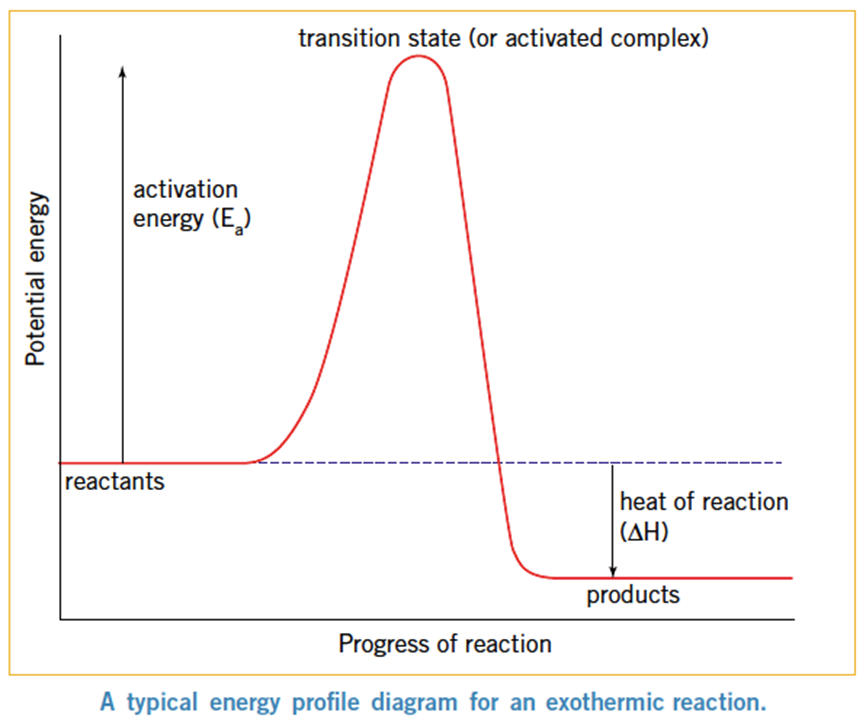 transition state (or activated complex)
activation
energy (Eₐ)
Potential energy
reactants
heat of reaction
(ΔH)
products
Progress of reaction
A typical energy profile diagram for an exothermic reaction.